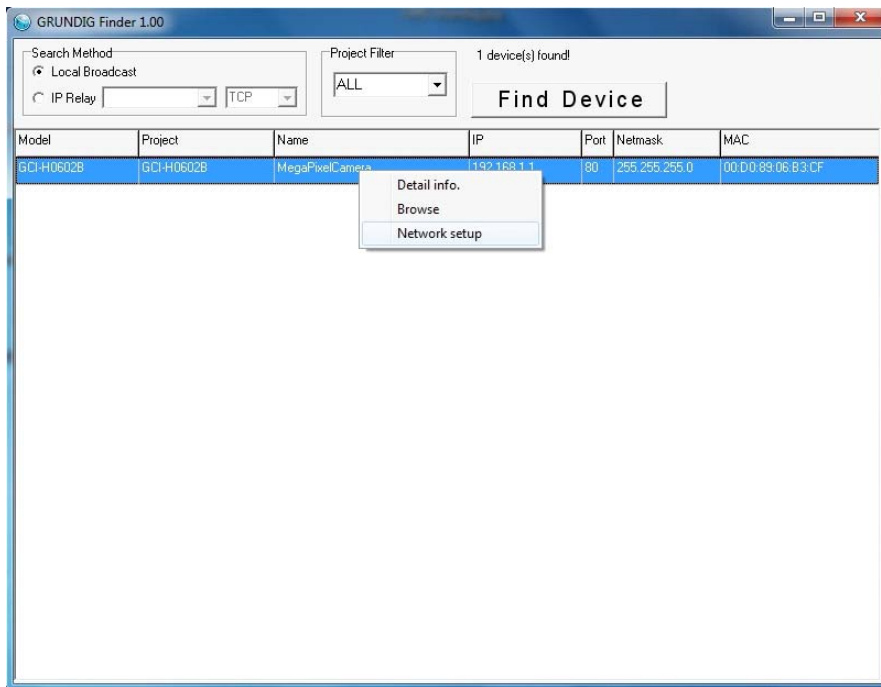 GRUNDIG Finder 1.00
Search Method
Local Broadcast
IP Relay TCP
Project Filter
ALL
1 device(s) found!
Find Device
Model Project Name IP Port Netmask MAC
GCI-H0602B GCI-H0602B MegaPixelCamera 192.168.1.1 80 255.255.255.0 00:D0:89:06:B3:CF
Detail info.
Browse
Network setup